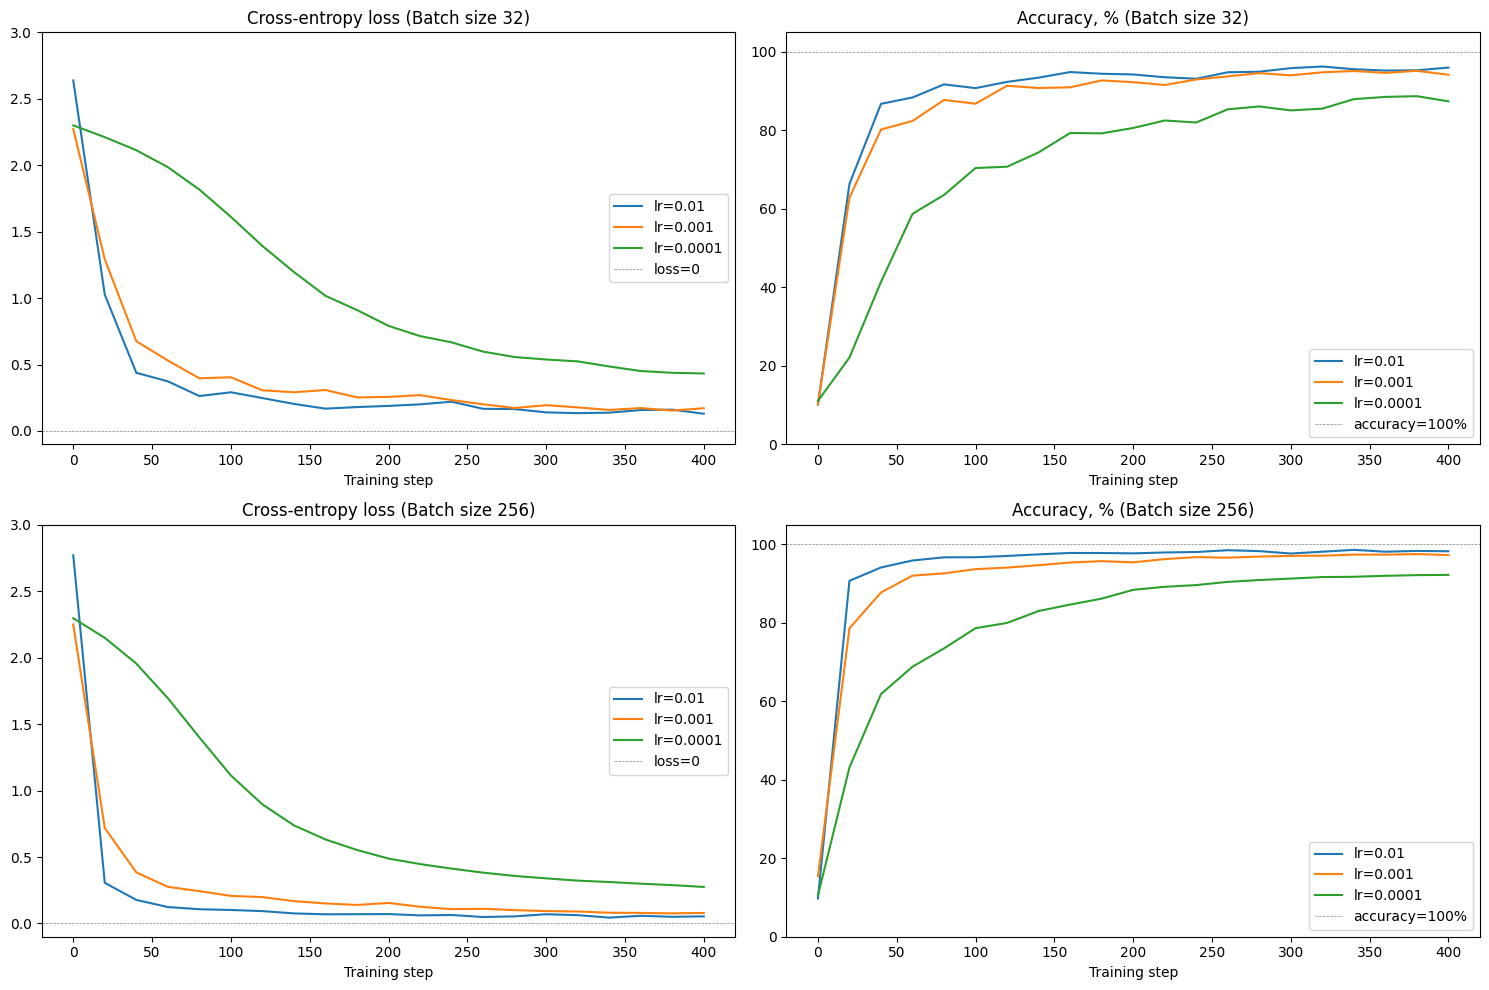 Cross-entropy loss (Batch size 32)
3.0
2.5
2.0
1.5
1.0
0.5
0.0
lr=0.01
lr=0.001
lr=0.0001
loss=0
0 50 100 150 200 250 300 350 400
Training step
Accuracy, % (Batch size 32)
100
80
60
40
20
0
lr=0.01
lr=0.001
lr=0.0001
accuracy=100%
0 50 100 150 200 250 300 350 400
Training step
Cross-entropy loss (Batch size 256)
3.0
2.5
2.0
1.5
1.0
0.5
0.0
lr=0.01
lr=0.001
lr=0.0001
loss=0
0 50 100 150 200 250 300 350 400
Training step
Accuracy, % (Batch size 256)
100
80
60
40
20
0
lr=0.01
lr=0.001
lr=0.0001
accuracy=100%
0 50 100 150 200 250 300 350 400
Training step